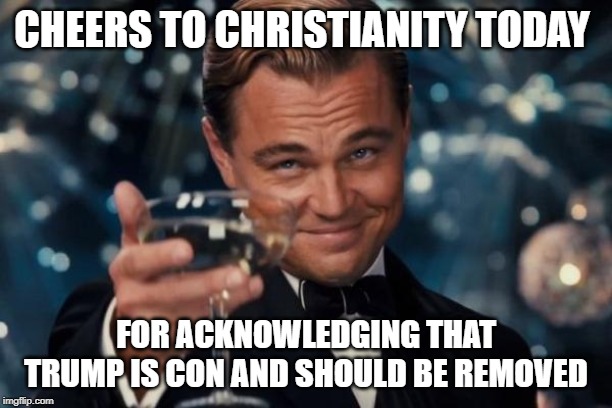 CHEERS TO CHRISTIANITY TODAY
FOR ACKNOWLEDGING THAT
TRUMP IS CON AND SHOULD BE REMOVED
imgflip.com